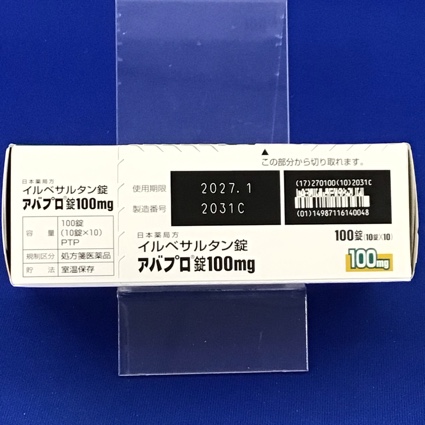 日本薬局方
イルベサルタン錠
アバプロ®錠100mg
容量 100錠
(10錠×10)
PTP
規制区分 処方箋医薬品
貯法 室温保存
▲
この部分から切り取れます。
使用期限 2027.1
製造番号 2031C
(17)270100(10)2031C
(01)14987116140048
日本薬局方
イルベサルタン錠
アバプロ®錠100mg
100錠(10錠×10)
100mg